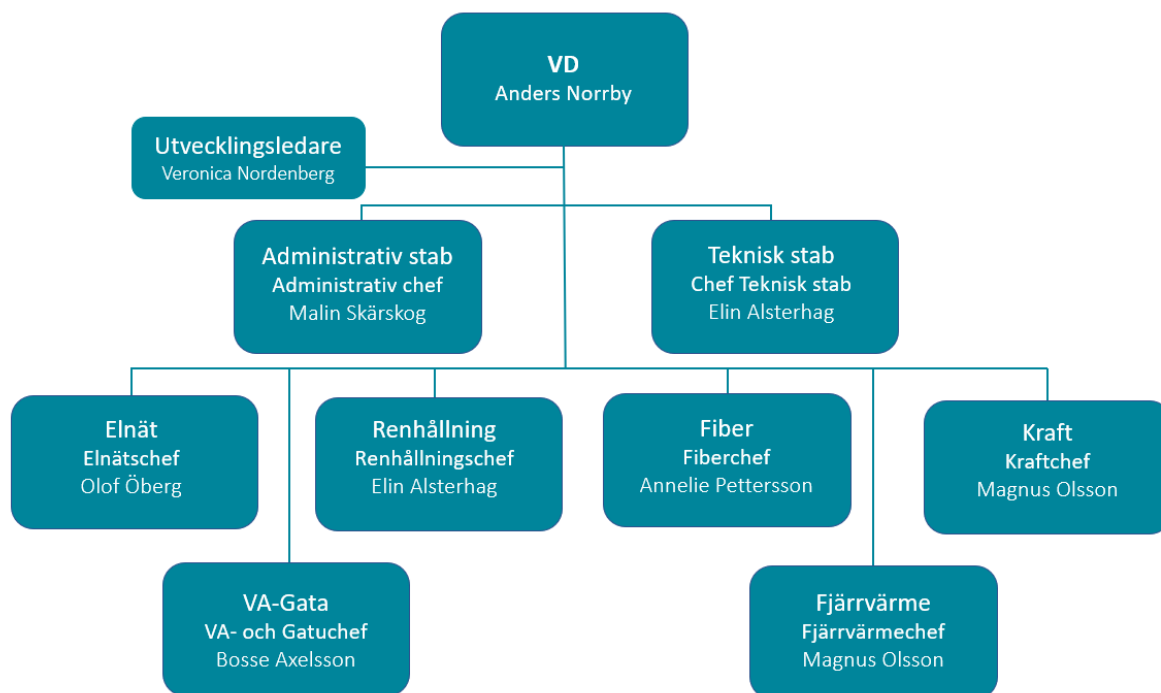 VD
Anders Norrby
Utvecklingsledare
Veronica Nordenberg
Administrativ stab
Administrativ chef
Malin Skärskog
Teknisk stab
Chef Teknisk stab
Elin Alsterhag
Elnät
Elnätschef
Olof Öberg
Renhållning
Renhållningschef
Elin Alsterhag
Fiber
Fiberchef
Annelie Pettersson
Kraft
Kraftchef
Magnus Olsson
VA-Gata
VA- och Gatuchef
Bosse Axelsson
Fjärrvärme
Fjärrvärmechef
Magnus Olsson